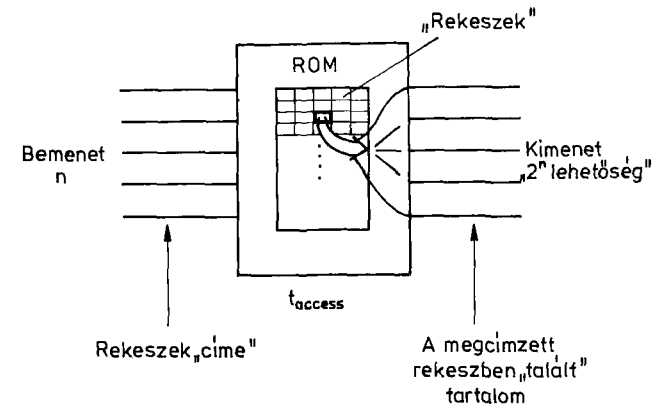 „Rekeszek"
ROM
Bemenet
n
Kimenet
„2ⁿ lehetőség"
t_access
Rekeszek „címe"
A megcímzett
rekeszben „talált"
tartalom